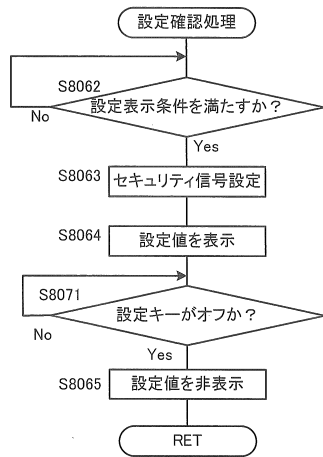 設定確認処理
S8062
設定表示条件を満たすか？
No
Yes
S8063
セキュリティ信号設定
S8064
設定値を表示
S8071
設定キーがオフか？
No
Yes
S8065
設定値を非表示
RET